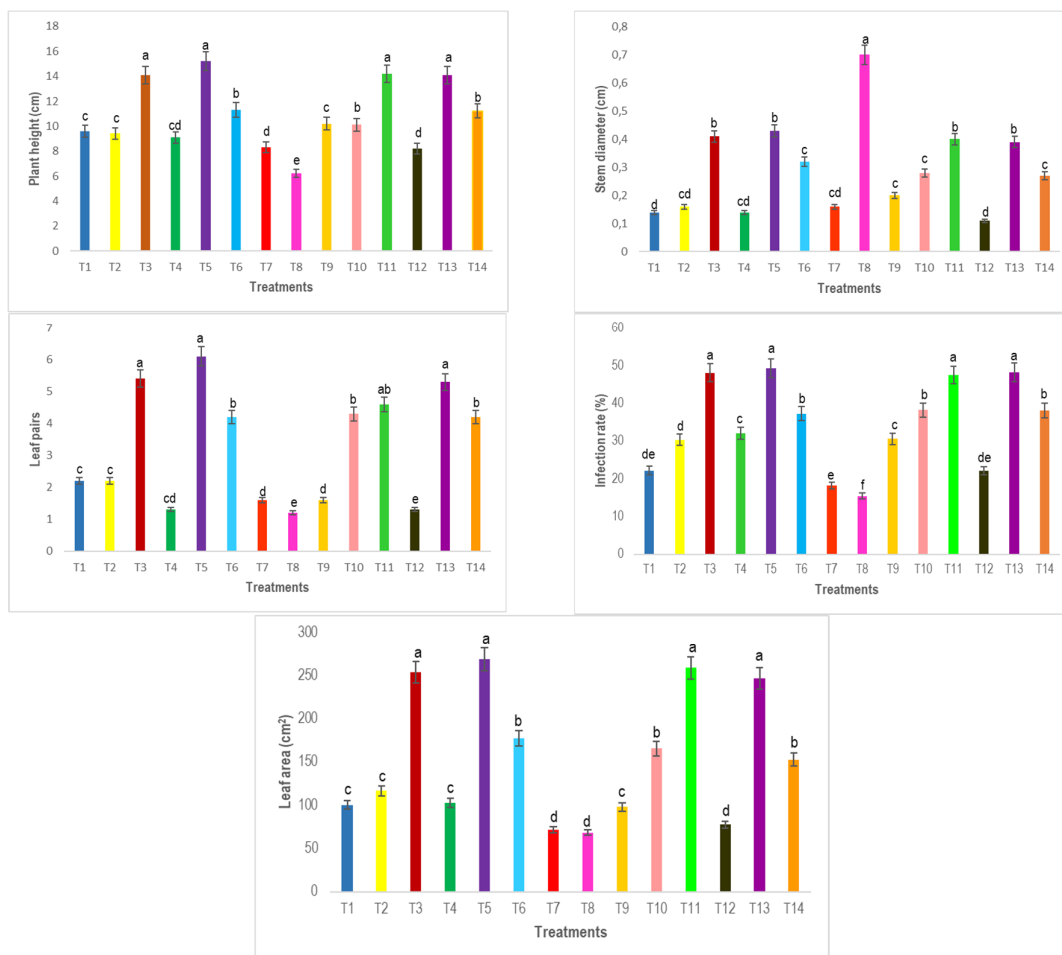 Plant height (cm)
18
16
14
12
10
8
6
4
2
0
c c a cd a b d e c b a d a b
T1 T2 T3 T4 T5 T6 T7 T8 T9 T10 T11 T12 T13 T14
Treatments
Stem diameter (cm)
0,8
0,7
0,6
0,5
0,4
0,3
0,2
0,1
0
d cd b cd b c cd a c c b d b c
T1 T2 T3 T4 T5 T6 T7 T8 T9 T10 T11 T12 T13 T14
Treatments
Leaf pairs
7
6
5
4
3
2
1
0
c c a cd a b d e d b ab e a b
T1 T2 T3 T4 T5 T6 T7 T8 T9 T10 T11 T12 T13 T14
Treatments
Infection rate (%)
60
50
40
30
20
10
0
de d a c a b e f c b a de a b
T1 T2 T3 T4 T5 T6 T7 T8 T9 T10 T11 T12 T13 T14
Treatments
Leaf area (cm²)
300
250
200
150
100
50
0
c c a c a b d d c b a d a b
T1 T2 T3 T4 T5 T6 T7 T8 T9 T10 T11 T12 T13 T14
Treatments